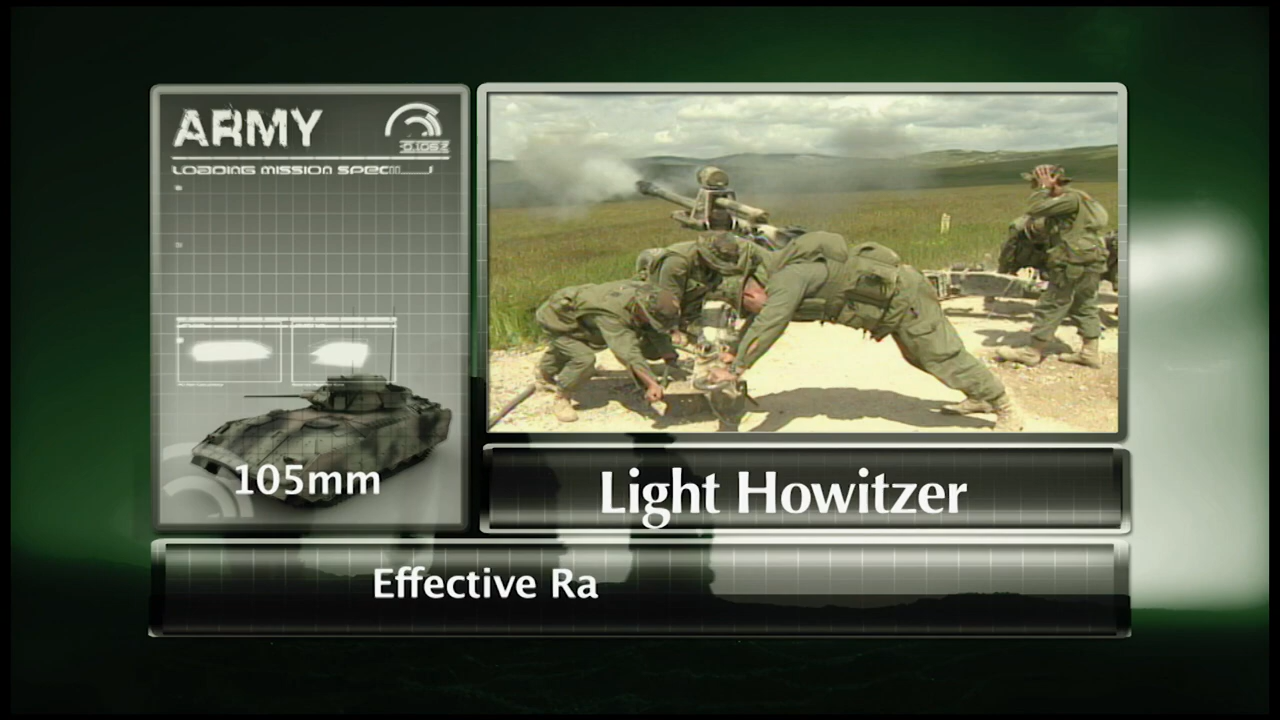 ARMY
LOADING MISSION SPEC
105mm
Light Howitzer
Effective Ra